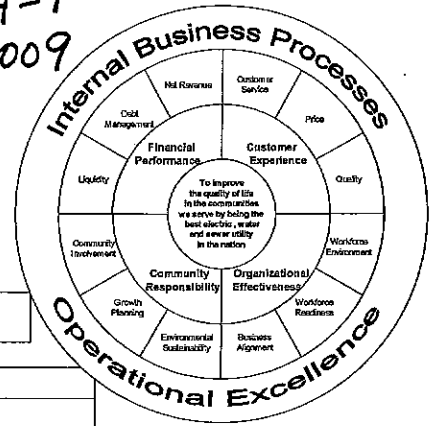 009
Internal Business Processes
Net Revenue
Customer
Service
Debt
Management
Price
Financial
Performance
Customer
Experience
Liquidity
Quality
To improve
the quality of life
in the communities
we serve by being the
best electric, water
and sewer utility
in the nation
Community
Involvement
Workforce
Environment
Community
Responsibility
Organizational
Effectiveness
Growth
Planning
Workforce
Readiness
Environmental
Sustainability
Business
Alignment
Operational Excellence